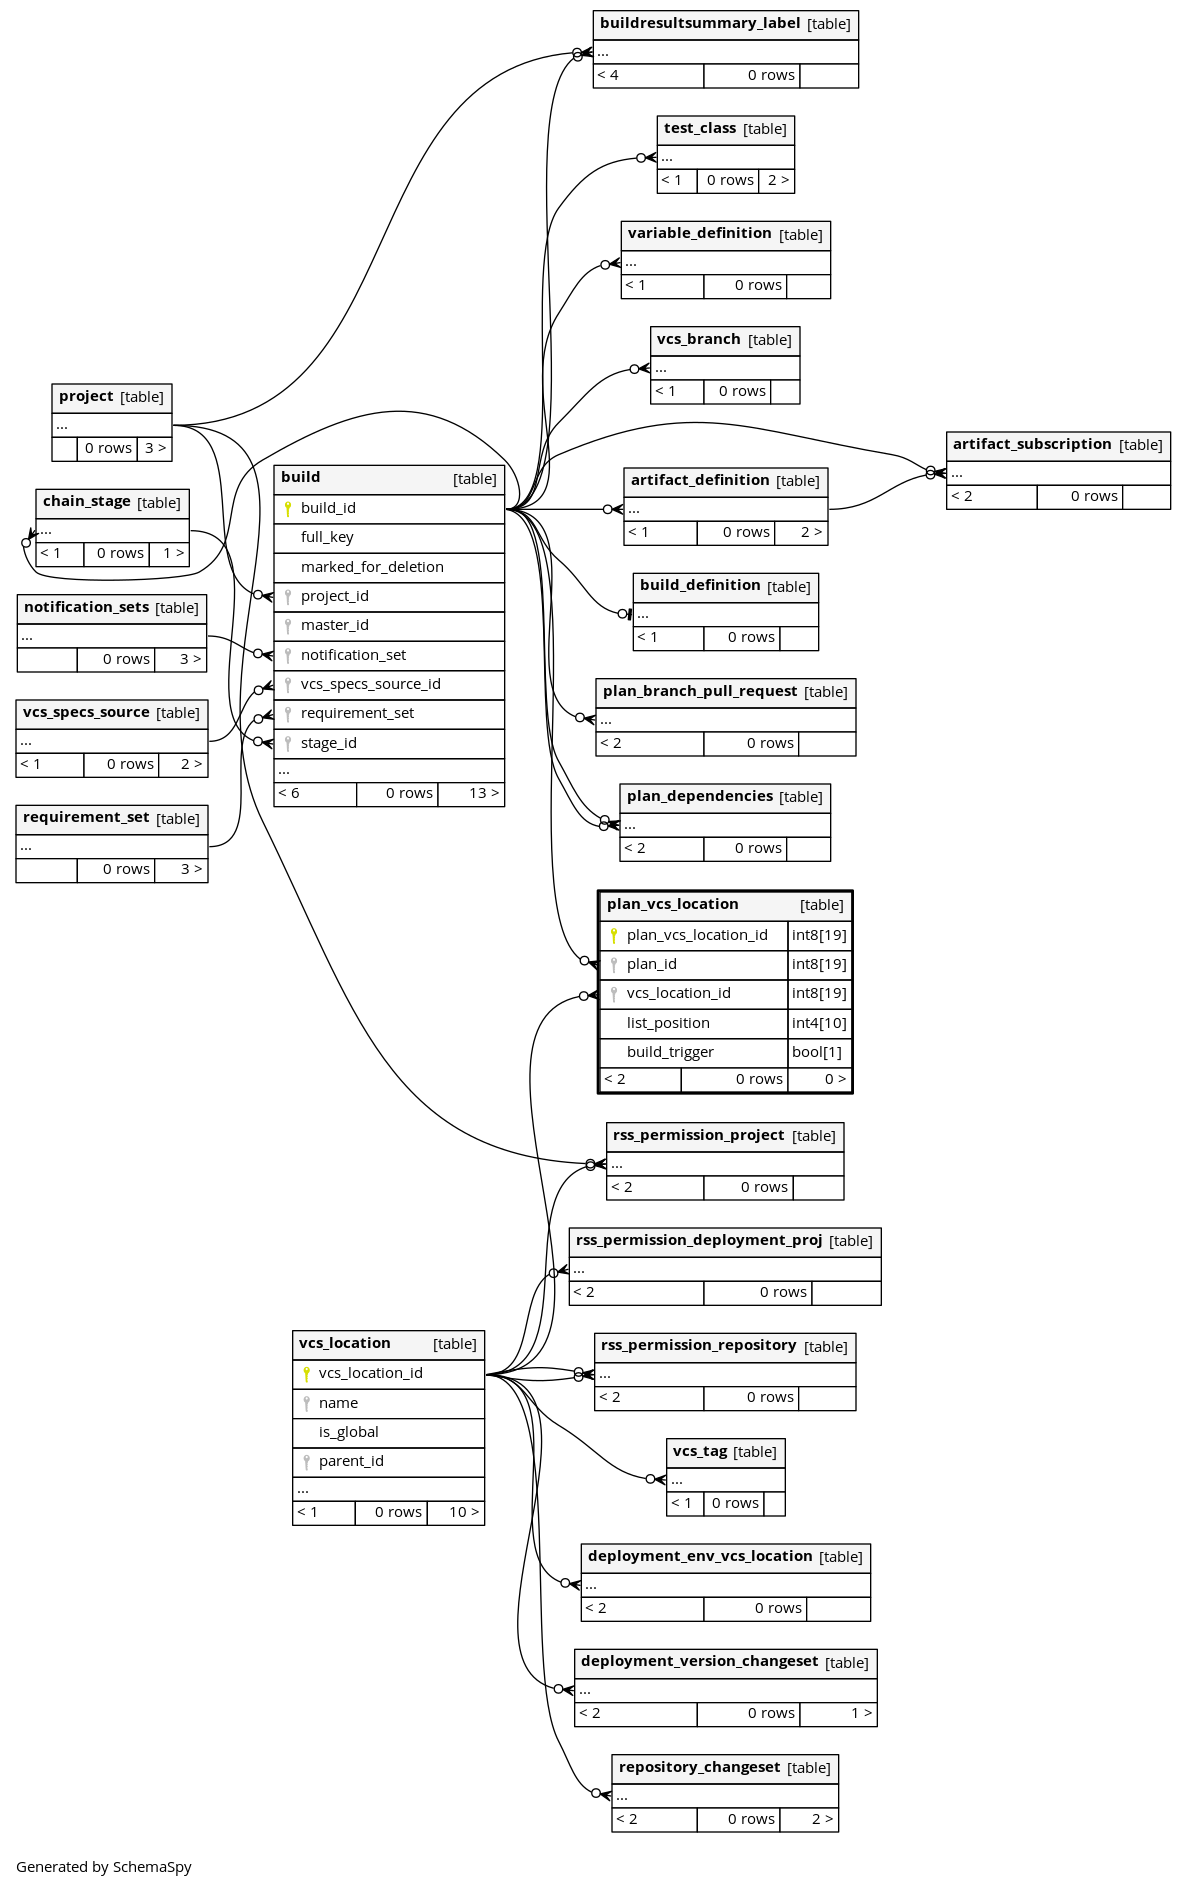 buildresultsummary_label [table]
...
< 4 0 rows
test_class [table]
...
< 1 0 rows 2 >
variable_definition [table]
...
< 1 0 rows
vcs_branch [table]
...
< 1 0 rows
project [table]
...
0 rows 3 >
artifact_subscription [table]
...
< 2 0 rows
build [table]
build_id
full_key
marked_for_deletion
project_id
master_id
notification_set
vcs_specs_source_id
requirement_set
stage_id
...
< 6 0 rows 13 >
artifact_definition [table]
...
< 1 0 rows 2 >
chain_stage [table]
...
< 1 0 rows 1 >
build_definition [table]
...
< 1 0 rows
notification_sets [table]
...
0 rows 3 >
plan_branch_pull_request [table]
...
< 2 0 rows
vcs_specs_source [table]
...
< 1 0 rows 2 >
plan_dependencies [table]
...
< 2 0 rows
requirement_set [table]
...
0 rows 3 >
plan_vcs_location [table]
plan_vcs_location_id int8[19]
plan_id int8[19]
vcs_location_id int8[19]
list_position int4[10]
build_trigger bool[1]
< 2 0 rows 0 >
rss_permission_project [table]
...
< 2 0 rows
rss_permission_deployment_proj [table]
...
< 2 0 rows
vcs_location [table]
vcs_location_id
name
is_global
parent_id
...
< 1 0 rows 10 >
rss_permission_repository [table]
...
< 2 0 rows
vcs_tag [table]
...
< 1 0 rows
deployment_env_vcs_location [table]
...
< 2 0 rows
deployment_version_changeset [table]
...
< 2 0 rows 1 >
repository_changeset [table]
...
< 2 0 rows 2 >
Generated by SchemaSpy